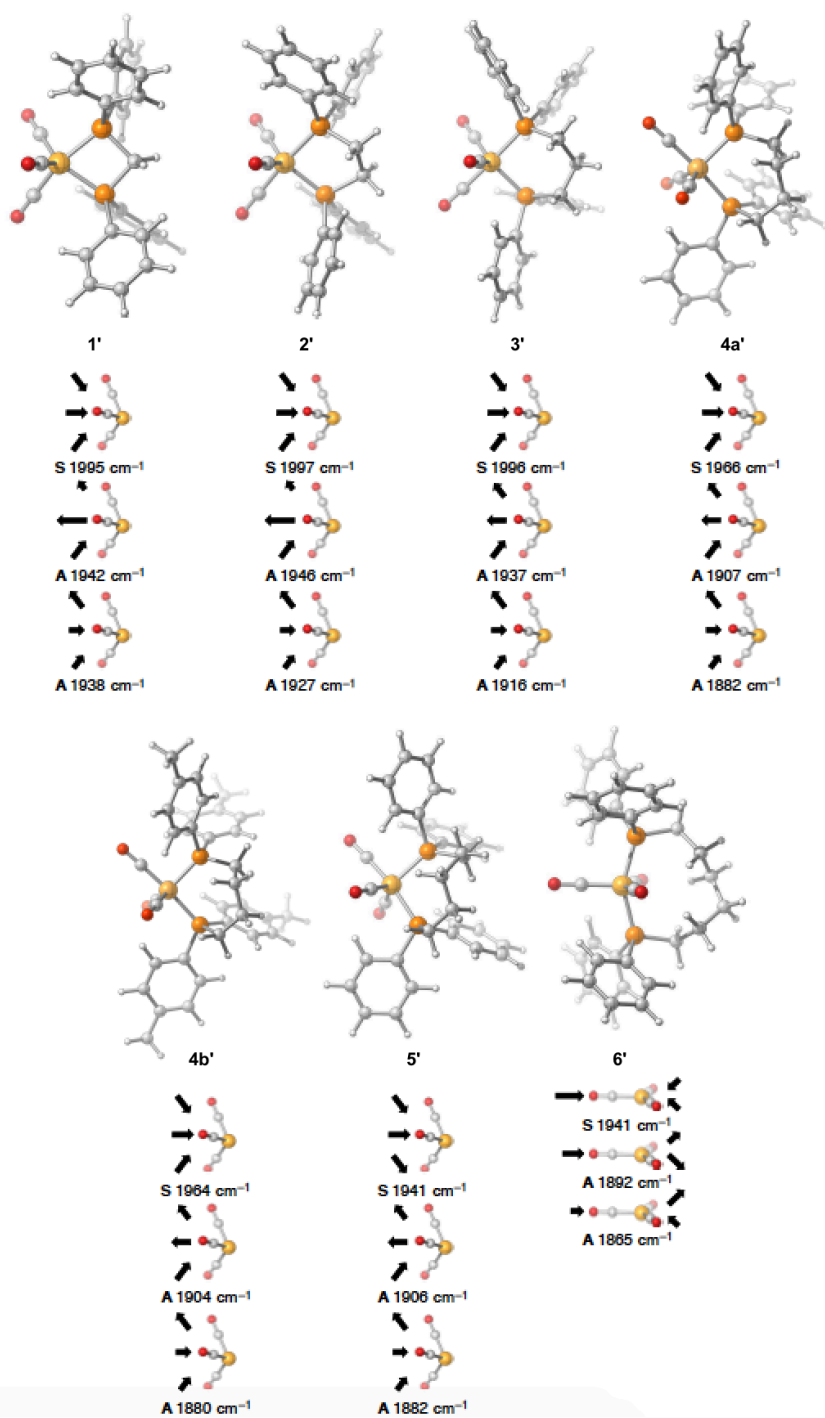 1' 2' 3' 4a'
S 1995 cm⁻¹ S 1997 cm⁻¹ S 1996 cm⁻¹ S 1966 cm⁻¹
A 1942 cm⁻¹ A 1946 cm⁻¹ A 1937 cm⁻¹ A 1907 cm⁻¹
A 1938 cm⁻¹ A 1927 cm⁻¹ A 1916 cm⁻¹ A 1882 cm⁻¹
4b' 5' 6'
S 1964 cm⁻¹ S 1941 cm⁻¹ S 1941 cm⁻¹
A 1904 cm⁻¹ A 1906 cm⁻¹ A 1892 cm⁻¹
A 1880 cm⁻¹ A 1882 cm⁻¹ A 1865 cm⁻¹